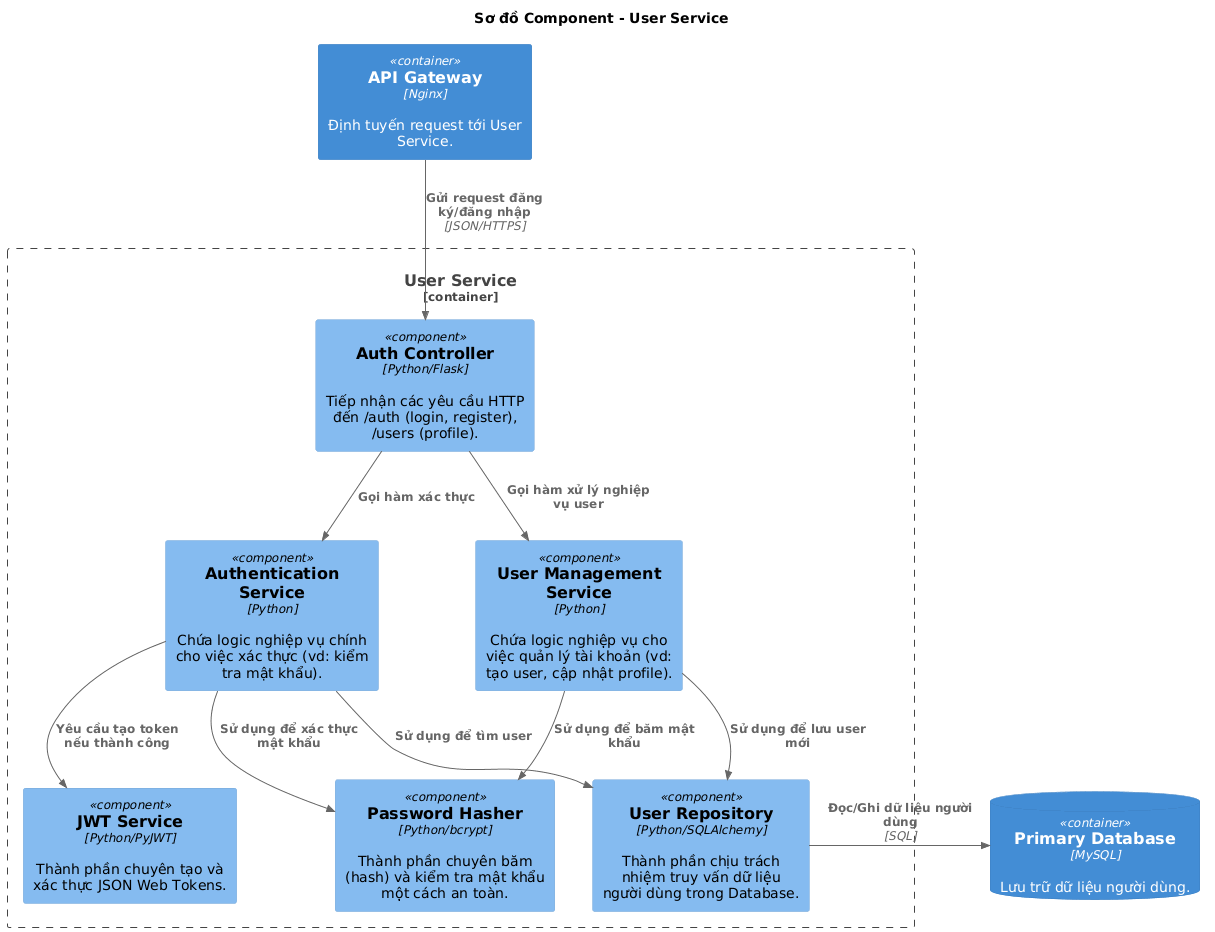 Sơ đồ Component - User Service
«container»
API Gateway
[Nginx]
Định tuyến request tới User
Service.
Gửi request đăng
ký/đăng nhập
[JSON/HTTPS]
User Service
[container]
«component»
Auth Controller
[Python/Flask]
Tiếp nhận các yêu cầu HTTP
đến /auth (login, register),
/users (profile).
Gọi hàm xác thực
Gọi hàm xử lý nghiệp
vụ user
«component»
Authentication
Service
[Python]
Chứa logic nghiệp vụ chính
cho việc xác thực (vd: kiểm
tra mật khẩu).
«component»
User Management
Service
[Python]
Chứa logic nghiệp vụ cho
việc quản lý tài khoản (vd:
tạo user, cập nhật profile).
Yêu cầu tạo token
nếu thành công
Sử dụng để xác thực
mật khẩu
Sử dụng để tìm user
Sử dụng để băm mật
khẩu
Sử dụng để lưu user
mới
«component»
JWT Service
[Python/PyJWT]
Thành phần chuyên tạo và
xác thực JSON Web Tokens.
«component»
Password Hasher
[Python/bcrypt]
Thành phần chuyên băm
(hash) và kiểm tra mật khẩu
một cách an toàn.
«component»
User Repository
[Python/SQLAlchemy]
Thành phần chịu trách
nhiệm truy vấn dữ liệu
người dùng trong Database.
Đọc/Ghi dữ liệu người
dùng
[SQL]
«container»
Primary Database
[MySQL]
Lưu trữ dữ liệu người dùng.